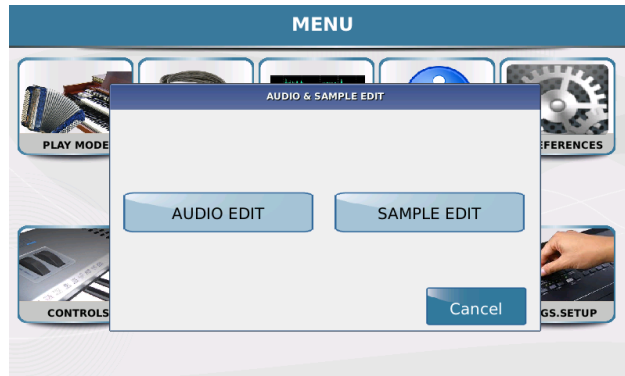 MENU
AUDIO & SAMPLE EDIT
PLAY MODE
EFERENCES
AUDIO EDIT
SAMPLE EDIT
Cancel
CONTROLS
GS.SETUP